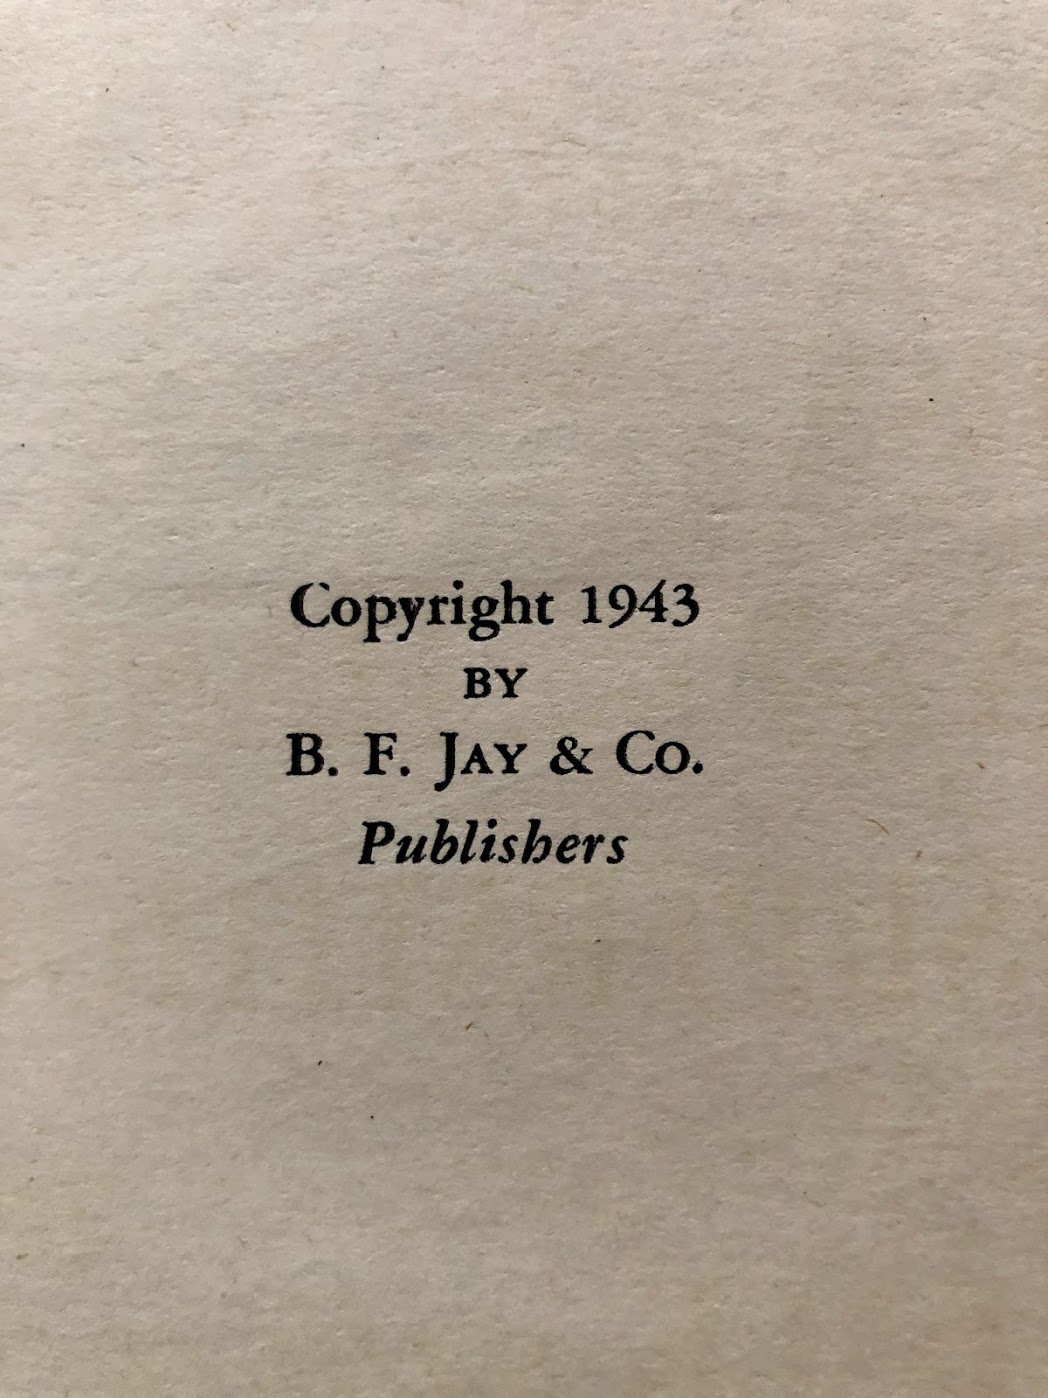 Copyright 1943
BY
B. F. JAY & CO.
Publishers